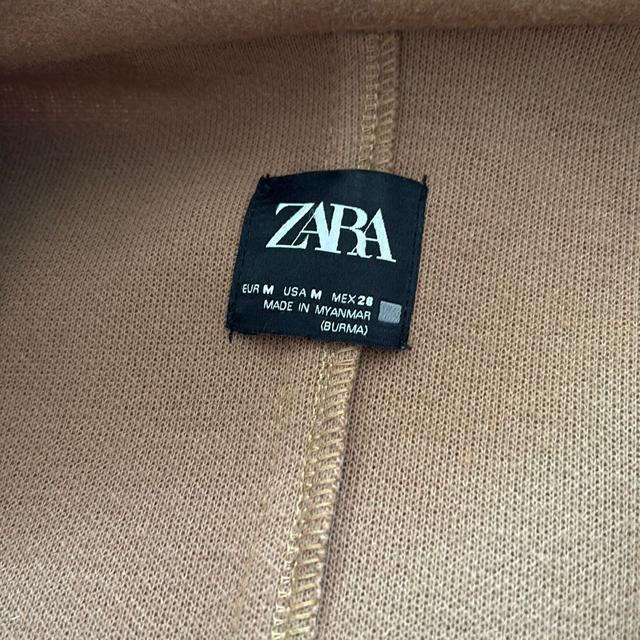 ZARA
EUR M USA M MEX 28
MADE IN MYANMAR
(BURMA)